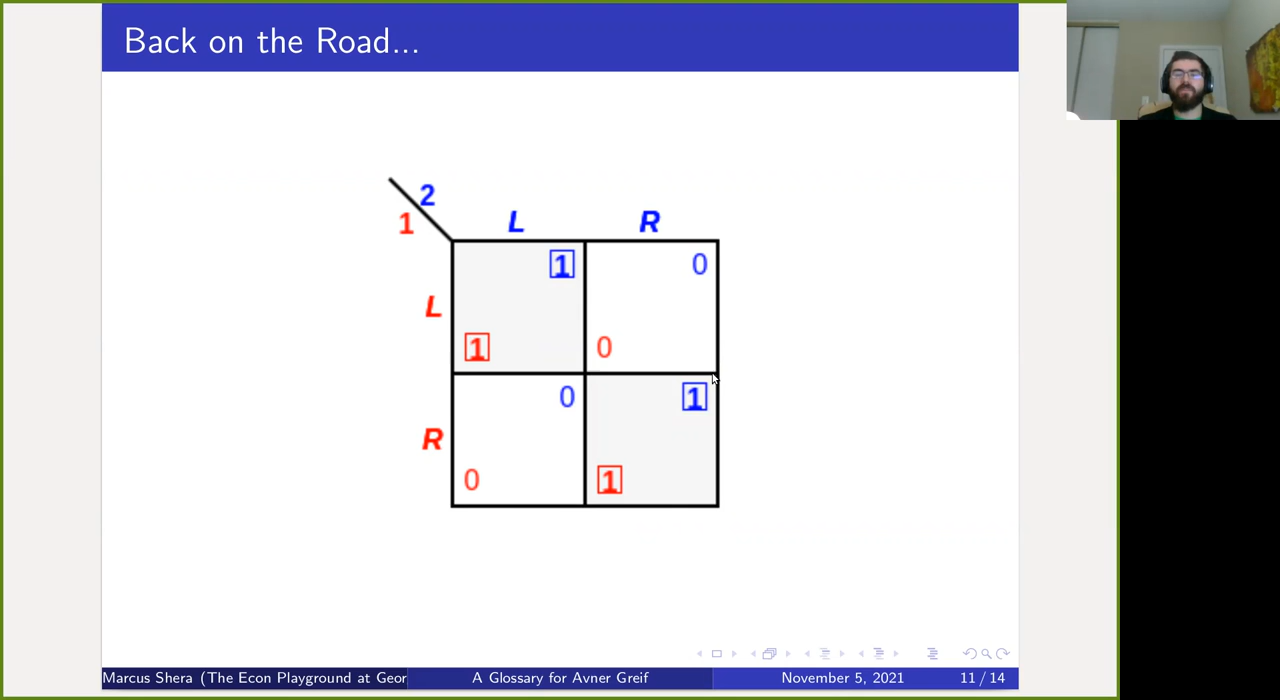 Back on the Road...
2
1
L R
1 0
L
1 0
0 1
R
0 1
Marcus Shera (The Econ Playground at Geor A Glossary for Avner Greif November 5, 2021 11 / 14